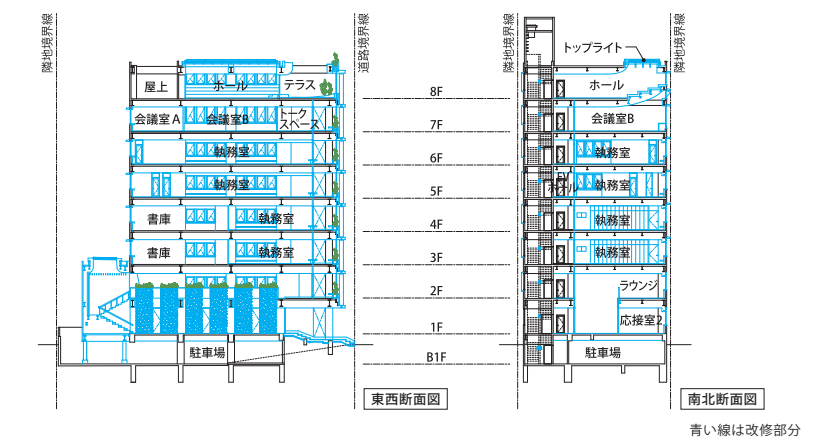 隣地境界線
道路境界線
隣地境界線
隣地境界線
トップライト
屋上
ホール
テラス
8F
ホール
会議室A
会議室B
トーク
スペース
7F
会議室B
執務室
6F
執務室
執務室
5F
EV
ホール
執務室
書庫
執務室
4F
執務室
書庫
執務室
3F
執務室
2F
ラウンジ
1F
応接室2
駐車場
B1F
駐車場
東西断面図
南北断面図
青い線は改修部分